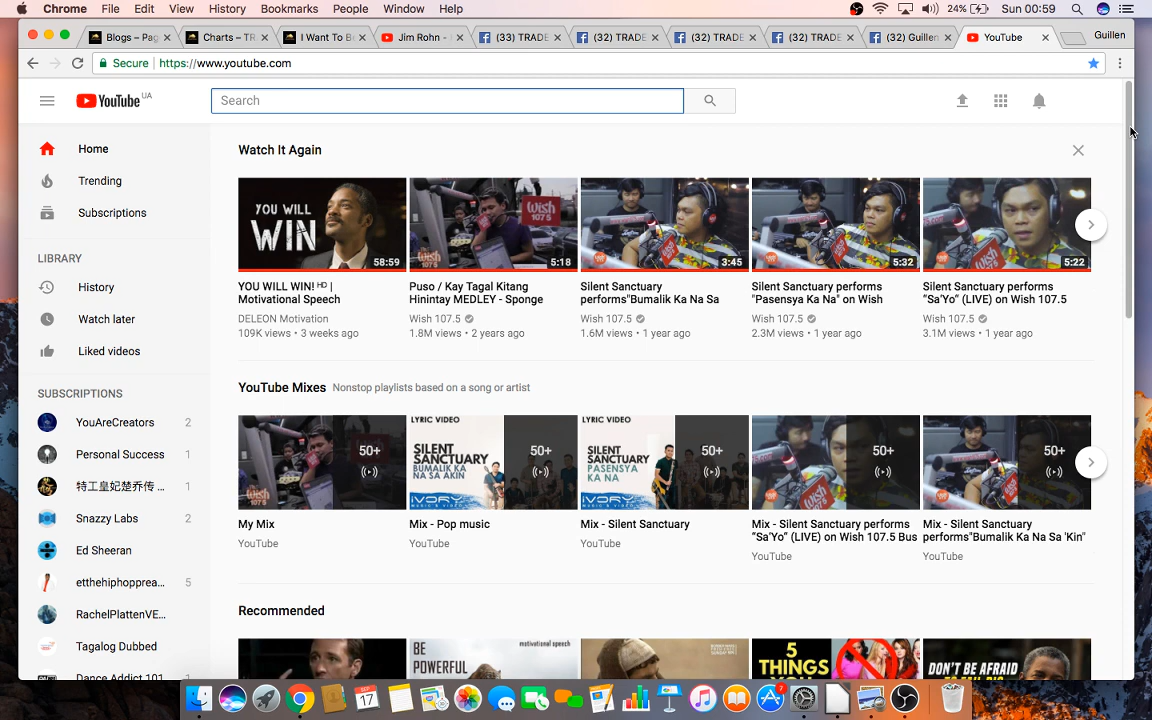 Chrome File Edit View History Bookmarks People Window Help 24% Sun 00:59
Blogs – Pag Charts – TR I Want To B Jim Rohn - (33) TRADE (32) TRADE (32) TRADE (32) TRADE (32) Guillen YouTube Guillen
Secure https://www.youtube.com
YouTube UA
Search
Home
Trending
Subscriptions
LIBRARY
History
Watch later
Liked videos
SUBSCRIPTIONS
YouAreCreators 2
Personal Success 1
特工皇妃楚乔传 ... 1
Snazzy Labs 2
Ed Sheeran
etthehiphopprea... 5
RachelPlattenVE...
Tagalog Dubbed
Dance Addict 101
Watch It Again
YOU WILL
WIN
58:59
5:18
3:45
5:32
5:22
YOU WILL WIN! ᴴᴰ |
Motivational Speech
DELEON Motivation
109K views • 3 weeks ago
Puso / Kay Tagal Kitang
Hinintay MEDLEY - Sponge
Wish 107.5
1.8M views • 2 years ago
Silent Sanctuary
performs"Bumalik Ka Na Sa
Wish 107.5
1.6M views • 1 year ago
Silent Sanctuary performs
"Pasensya Ka Na" on Wish
Wish 107.5
2.3M views • 1 year ago
Silent Sanctuary performs
“Sa'Yo” (LIVE) on Wish 107.5
Wish 107.5
3.1M views • 1 year ago
YouTube Mixes Nonstop playlists based on a song or artist
50+
LYRIC VIDEO
SILENT
SANCTUARY
BUMALIK KA
NA SA AKIN
IVORY
MUSIC & VIDEO
50+
LYRIC VIDEO
SILENT
SANCTUARY
PASENSYA
KA NA
IVORY
MUSIC & VIDEO
50+
50+
50+
My Mix
YouTube
Mix - Pop music
YouTube
Mix - Silent Sanctuary
YouTube
Mix - Silent Sanctuary performs
“Sa'Yo” (LIVE) on Wish 107.5 Bus
YouTube
Mix - Silent Sanctuary
performs"Bumalik Ka Na Sa 'Kin"
YouTube
Recommended
BE
POWERFUL
motivational speech
5
THINGS
DON'T BE AFRAID
17